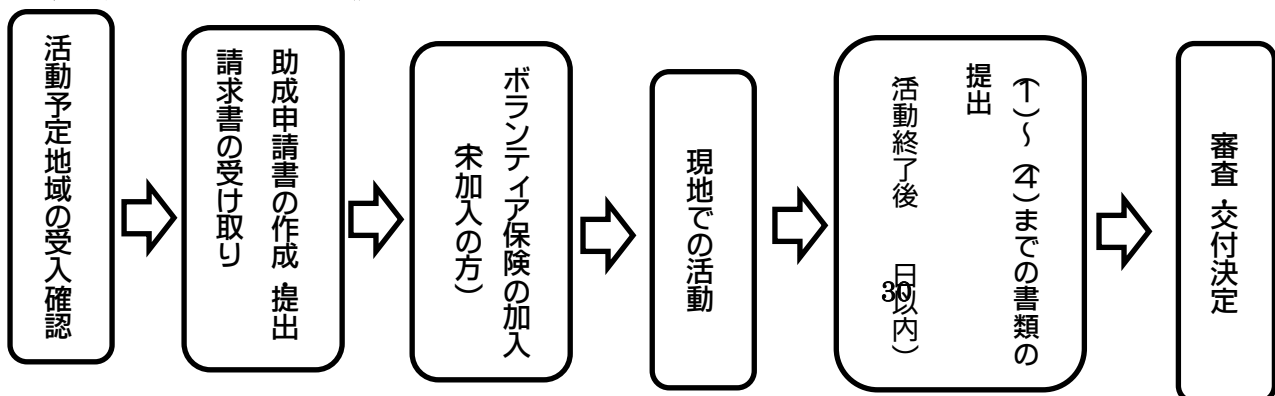 活動予定地域の受入確認
助成申請書の作成・提出
請求書の受け取り
ボランティア保険の加入
(未加入の方)
現地での活動
(1)~(4)までの書類の
提出
(活動終了後30日以内)
審査・交付決定